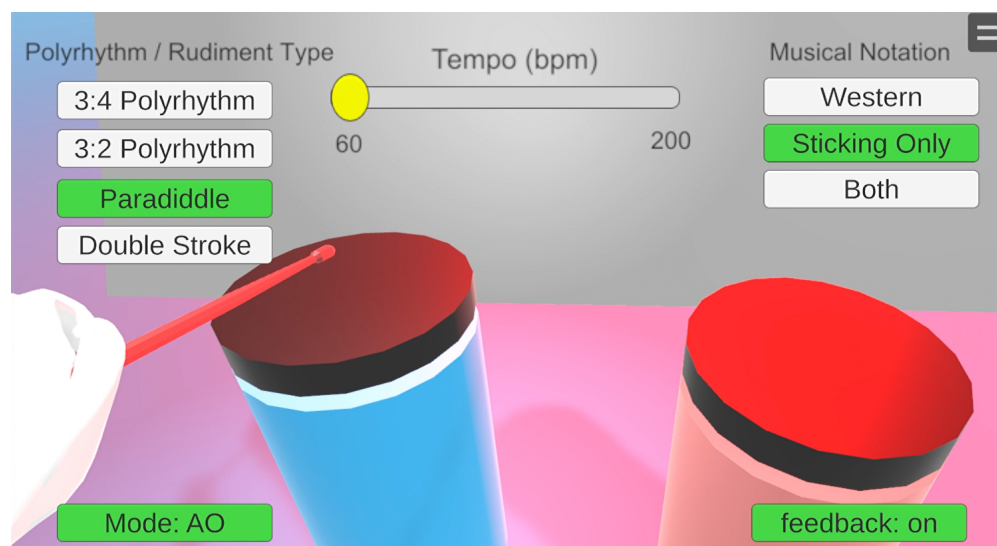 Polyrhythm / Rudiment Type
3:4 Polyrhythm
3:2 Polyrhythm
Paradiddle
Double Stroke
Tempo (bpm)
60
200
Musical Notation
Western
Sticking Only
Both
Mode: AO
feedback: on